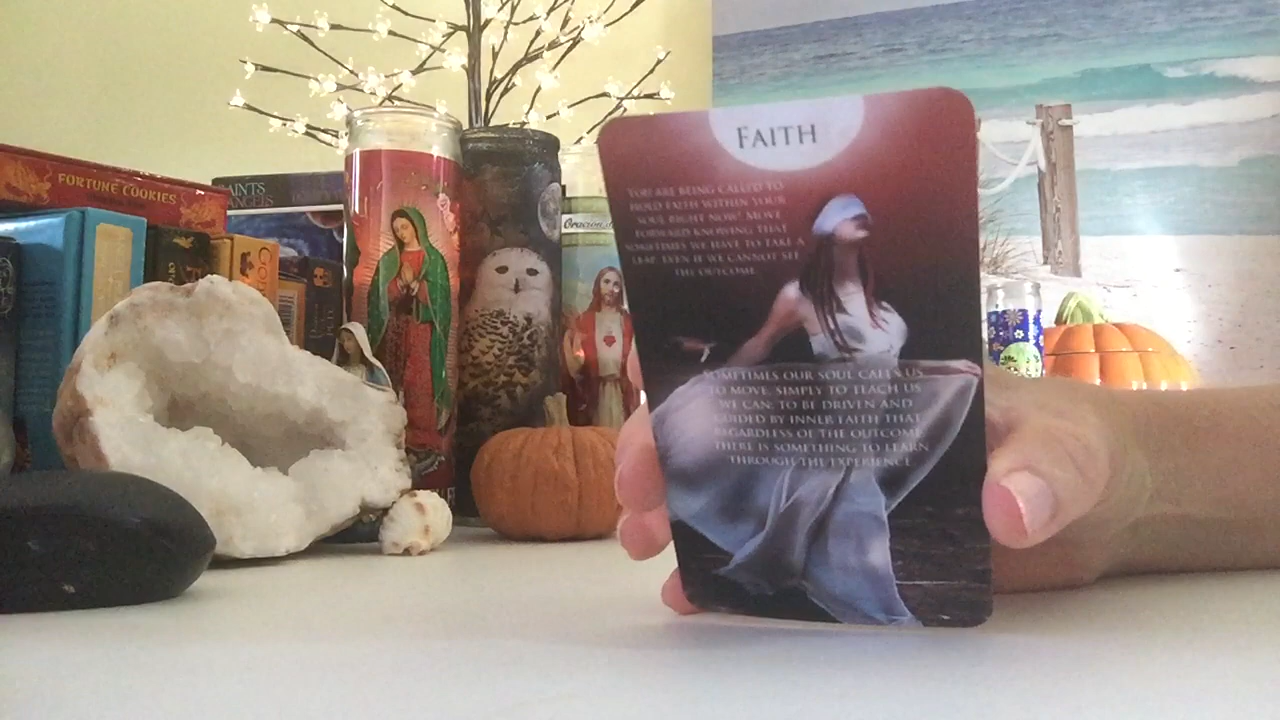 FORTUNE COOKIES
SAINTS
ANGELS
Oracion
FAITH
YOU ARE BEING CALLED TO
HOLD FAITH WITHIN YOUR
SOUL RIGHT NOW! MOVE
FORWARD KNOWING THAT
SOMETIMES WE HAVE TO TAKE A
LEAP, EVEN IF WE CANNOT SEE
THE OUTCOME.
SOMETIMES OUR SOUL CALLS US
TO MOVE, SIMPLY TO TEACH US
WE CAN; TO BE DRIVEN AND
GUIDED BY INNER FAITH THAT,
REGARDLESS OF THE OUTCOME,
THERE IS SOMETHING TO LEARN
THROUGH THE EXPERIENCE